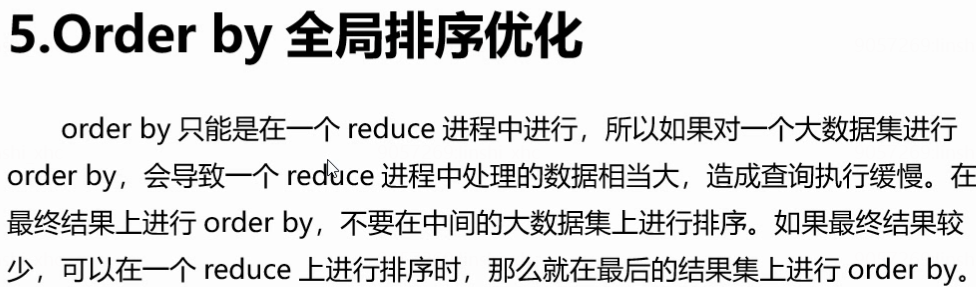 5.Order by 全局排序优化
order by 只能是在一个 reduce 进程中进行，所以如果对一个大数据集进行
order by，会导致一个 reduce 进程中处理的数据相当大，造成查询执行缓慢。在
最终结果上进行 order by，不要在中间的大数据集上进行排序。如果最终结果较
少，可以在一个 reduce 上进行排序时，那么就在最后的结果集上进行 order by。